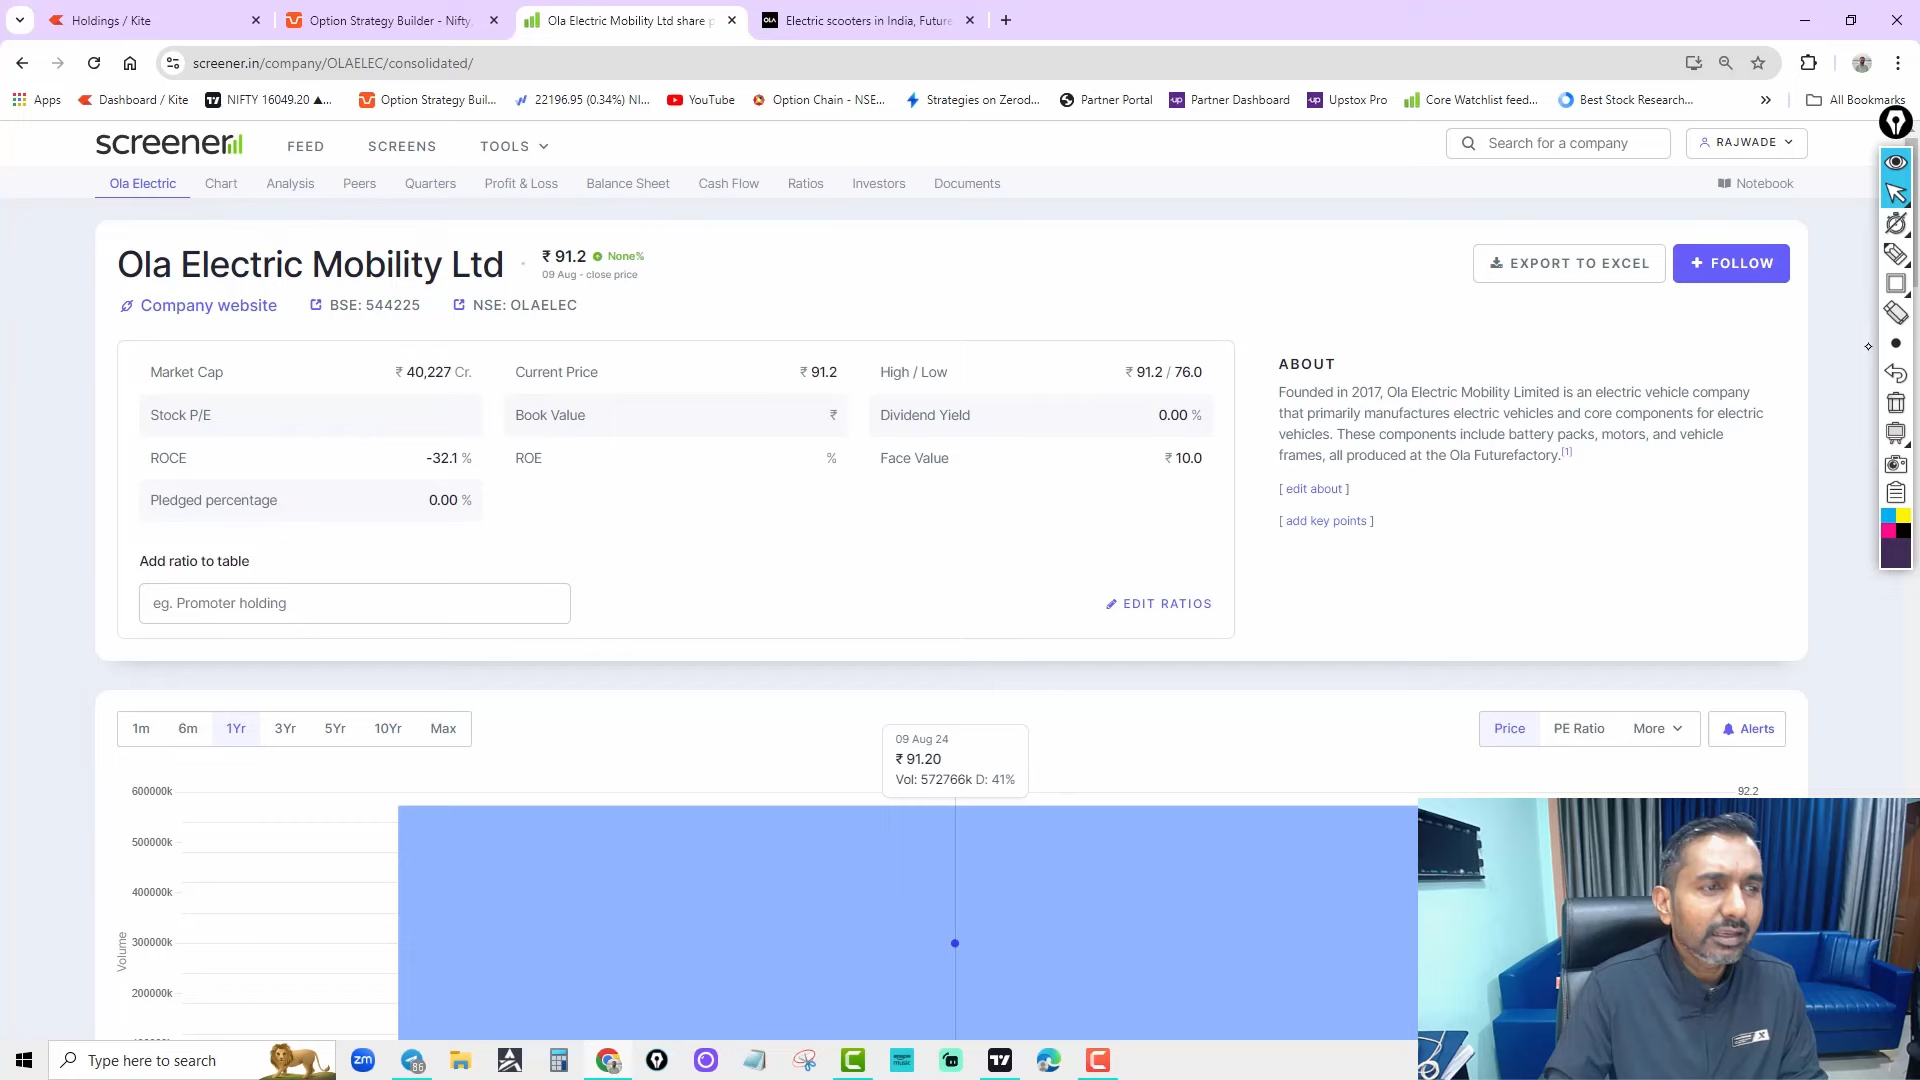 Holdings / Kite
Option Strategy Builder - Nifty,
Ola Electric Mobility Ltd share p
OLA
Electric scooters in India, Future
screener.in/company/OLAELEC/consolidated/
Apps
Dashboard / Kite
NIFTY 16049.20 ▲...
Option Strategy Buil...
22196.95 (0.34%) NI...
YouTube
Option Chain - NSE...
Strategies on Zerod...
Partner Portal
up
Partner Dashboard
up
Upstox Pro
Core Watchlist feed...
Best Stock Research...
All Bookmarks
screener
FEED
SCREENS
TOOLS
Search for a company
RAJWADE
Ola Electric
Chart
Analysis
Peers
Quarters
Profit & Loss
Balance Sheet
Cash Flow
Ratios
Investors
Documents
Notebook
Ola Electric Mobility Ltd
₹ 91.2
None%
09 Aug - close price
EXPORT TO EXCEL
+ FOLLOW
Company website
BSE: 544225
NSE: OLAELEC
Market Cap
₹ 40,227 Cr.
Current Price
₹ 91.2
High / Low
₹ 91.2 / 76.0
Stock P/E
Book Value
₹
Dividend Yield
0.00 %
ROCE
-32.1 %
ROE
%
Face Value
₹ 10.0
Pledged percentage
0.00 %
Add ratio to table
eg. Promoter holding
EDIT RATIOS
ABOUT
Founded in 2017, Ola Electric Mobility Limited is an electric vehicle company
that primarily manufactures electric vehicles and core components for electric
vehicles. These components include battery packs, motors, and vehicle
frames, all produced at the Ola Futurefactory.[1]
[ edit about ]
[ add key points ]
1m
6m
1Yr
3Yr
5Yr
10Yr
Max
Price
PE Ratio
More
Alerts
09 Aug 24
₹ 91.20
Vol: 572766k D: 41%
600000k
92.2
500000k
400000k
300000k
200000k
Volume
Type here to search
zm
86
amazon
music